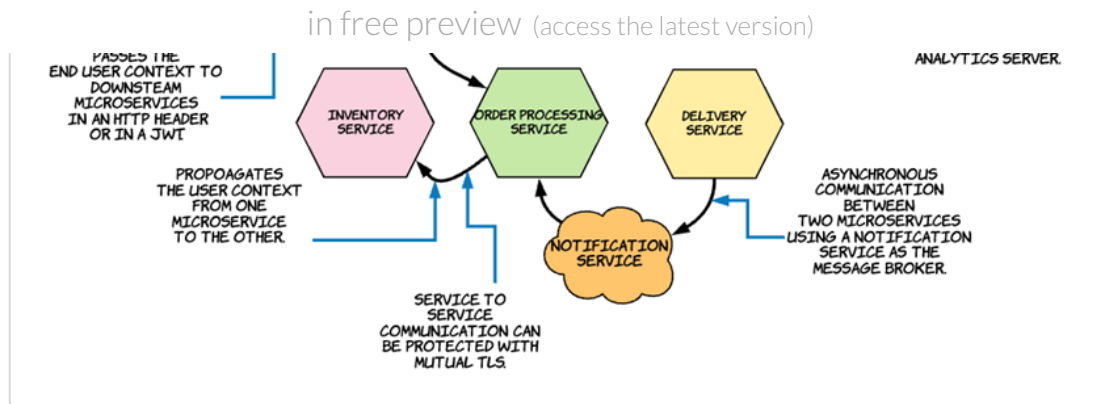 in free preview (access the latest version)
PASSES THE
END USER CONTEXT TO
DOWNSTEAM
MICROSERVICES
IN AN HTTP HEADER
OR IN A JWT
ANALYTICS SERVER.
INVENTORY
SERVICE
ORDER PROCESSING
SERVICE
DELIVERY
SERVICE
PROPOAGATES
THE USER CONTEXT
FROM ONE
MICROSERVICE
TO THE OTHER.
ASYNCHRONOUS
COMMUNICATION
BETWEEN
TWO MICROSERVICES
USING A NOTIFICATION
SERVICE AS THE
MESSAGE BROKER.
NOTIFICATION
SERVICE
SERVICE TO
SERVICE
COMMUNICATION CAN
BE PROTECTED WITH
MUTUAL TLS.